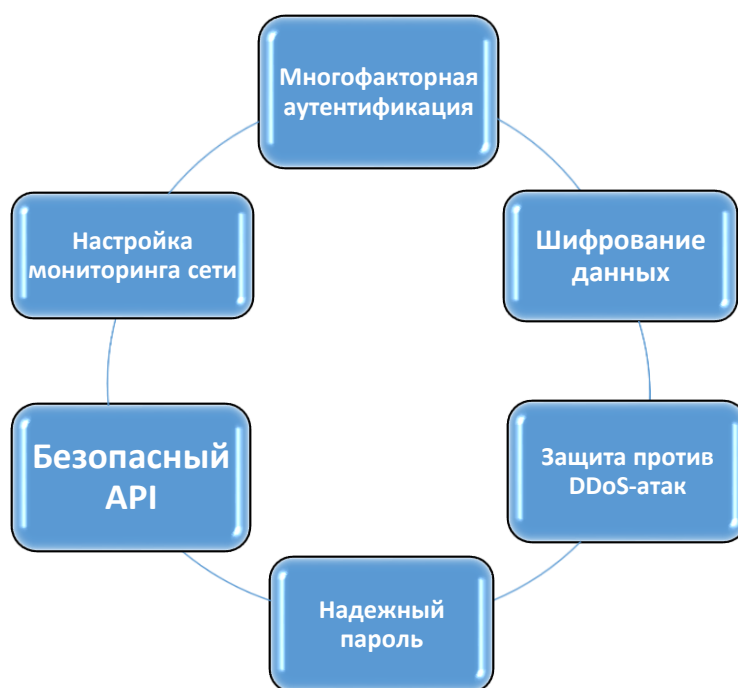 Многофакторная
аутентификация
Шифрование
данных
Защита против
DDoS-атак
Надежный
пароль
Безопасный
API
Настройка
мониторинга сети